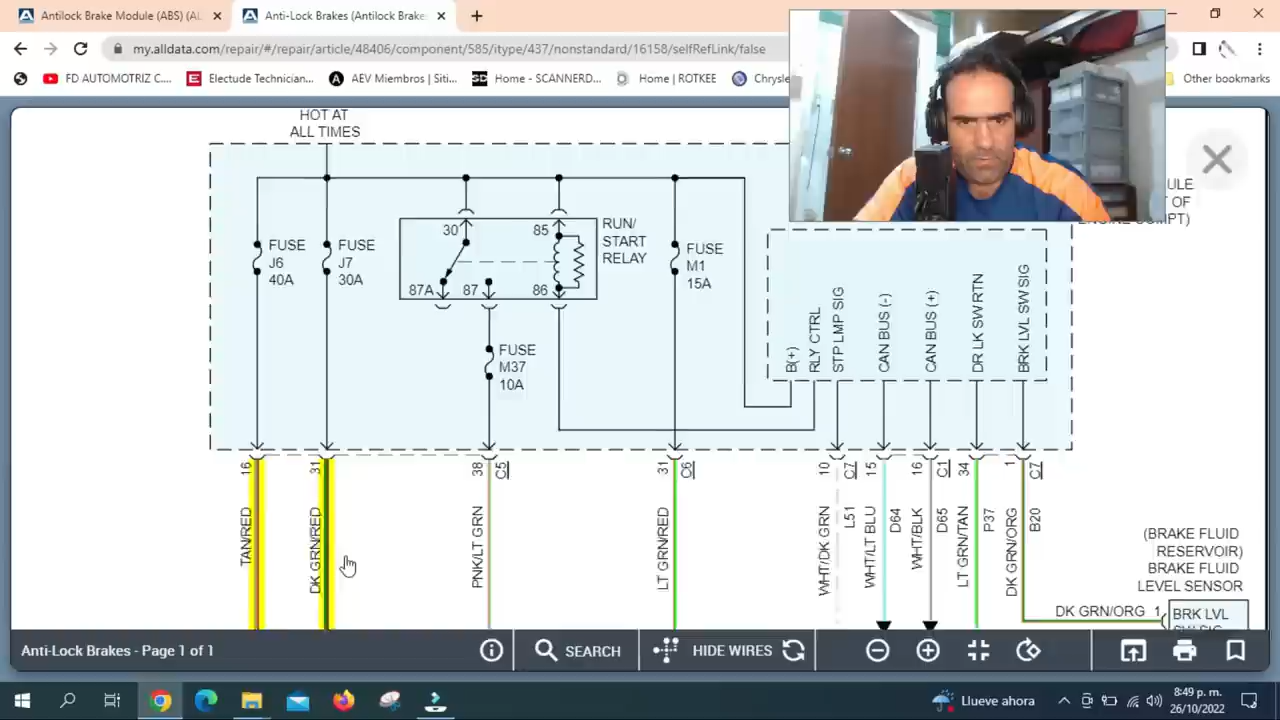 Antilock Brake Module (ABS) (AL
Anti-Lock Brakes (Antilock Brake
my.alldata.com/repair/#/repair/article/48406/component/585/itype/437/nonstandard/16158/selfRefLink/false
FD AUTOMOTRIZ C...
Electude Technician...
AEV Miembros | Siti...
Home - SCANNERD...
Home | ROTKEE
Chrysle
Other bookmarks
HOT AT
ALL TIMES
FUSE
J6
40A
FUSE
J7
30A
30
85
87A
87
86
RUN/
START
RELAY
FUSE
M37
10A
FUSE
M1
15A
B(+)
RLY CTRL
STP LMP SIG
CAN BUS (-)
CAN BUS (+)
DR LK SW RTN
BRK LVL SW SIG
16
31
38
C5
31
C6
10
C7
15
16
C1
34
1
C7
TAN/RED
DK GRN/RED
PNK/LT GRN
LT GRN/RED
WHT/DK GRN
L51
WHT/LT BLU
D64
WHT/BLK
D65
LT GRN/TAN
P37
DK GRN/ORG
B20
(BRAKE FLUID
RESERVOIR)
BRAKE FLUID
LEVEL SENSOR
DK GRN/ORG 1
BRK LVL
Anti-Lock Brakes - Page 1 of 1
SEARCH
HIDE WIRES
Llueve ahora
8:49 p. m.
26/10/2022